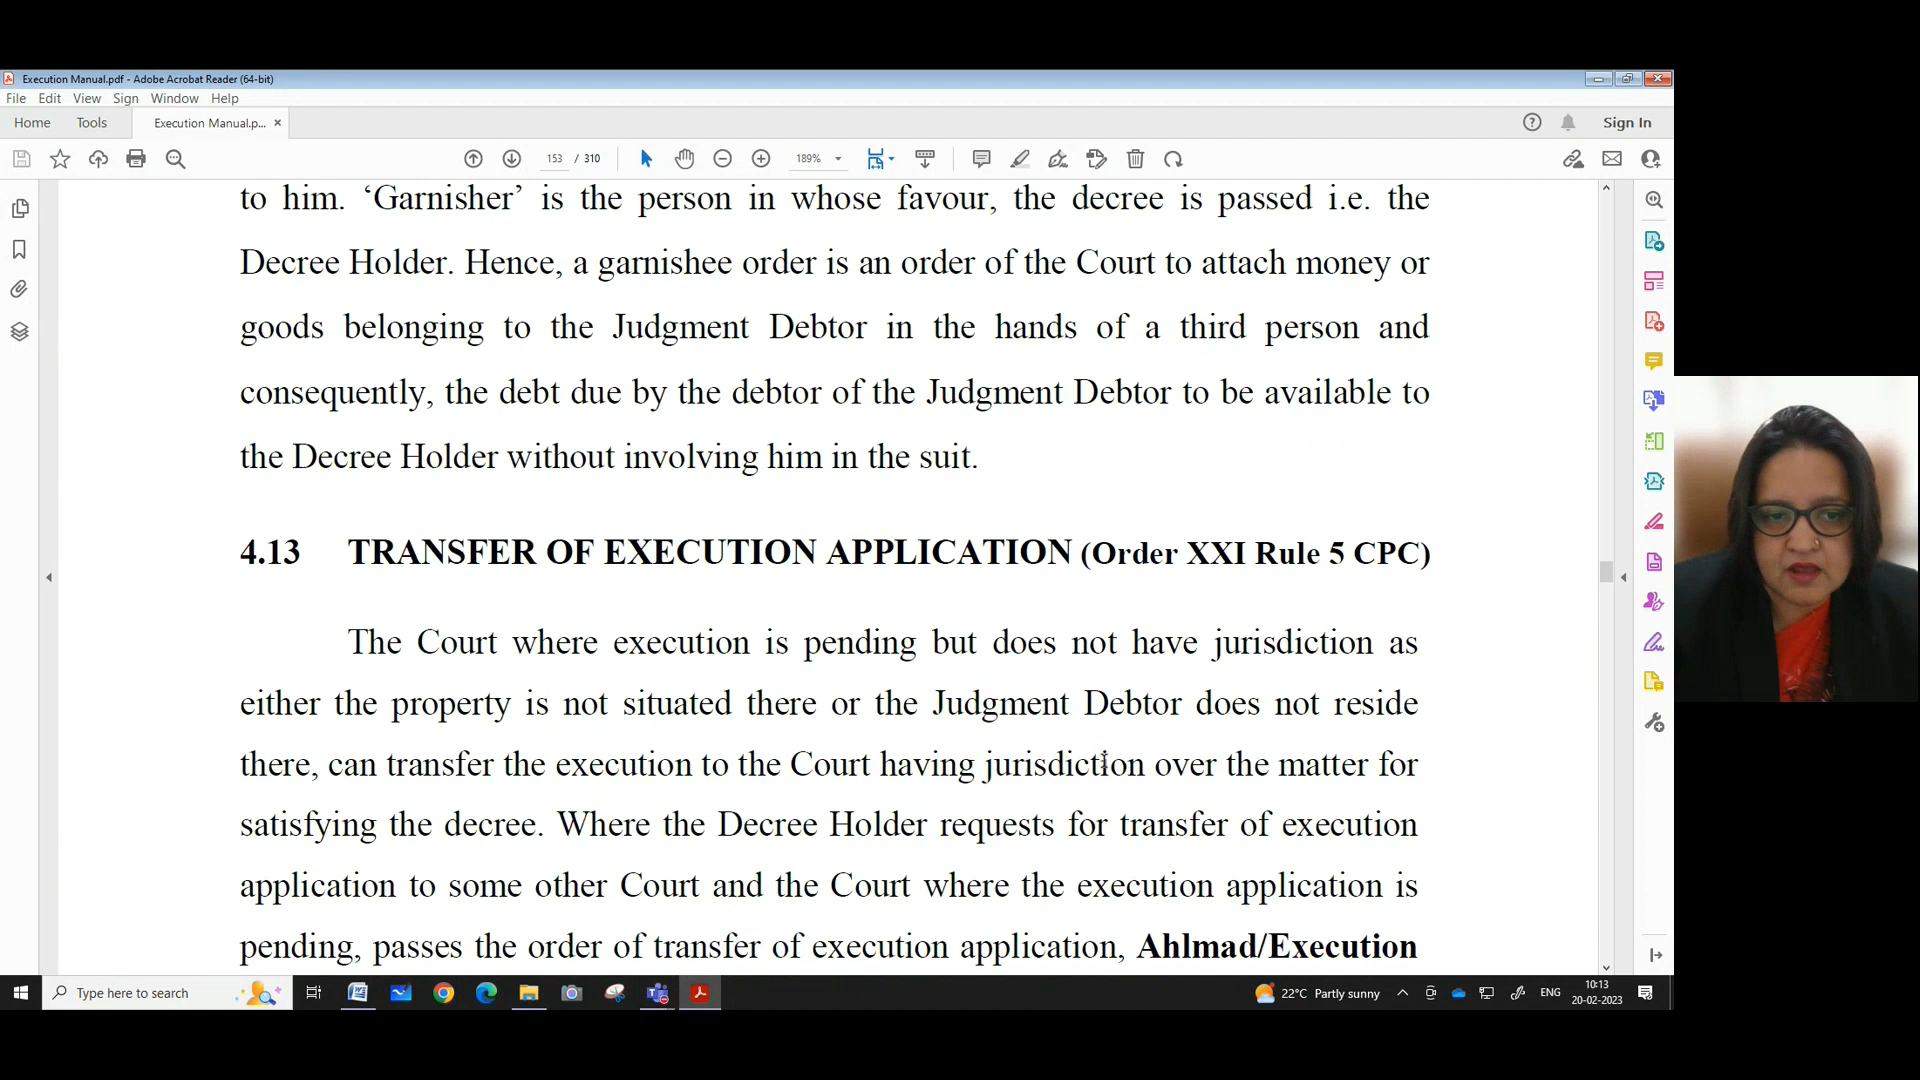 Execution Manual.pdf - Adobe Acrobat Reader (64-bit)
File Edit View Sign Window Help
Home Tools Execution Manual.p... × Sign In
153 / 310 189%
to him. ‘Garnisher’ is the person in whose favour, the decree is passed i.e. the
Decree Holder. Hence, a garnishee order is an order of the Court to attach money or
goods belonging to the Judgment Debtor in the hands of a third person and
consequently, the debt due by the debtor of the Judgment Debtor to be available to
the Decree Holder without involving him in the suit.
4.13 TRANSFER OF EXECUTION APPLICATION (Order XXI Rule 5 CPC)
The Court where execution is pending but does not have jurisdiction as
either the property is not situated there or the Judgment Debtor does not reside
there, can transfer the execution to the Court having jurisdiction over the matter for
satisfying the decree. Where the Decree Holder requests for transfer of execution
application to some other Court and the Court where the execution application is
pending, passes the order of transfer of execution application, Ahlmad/Execution
Type here to search 22°C Partly sunny ENG 10:13
20-02-2023